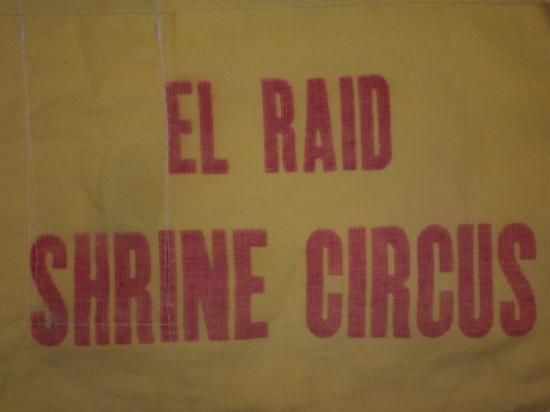 EL RAID
SHRINE CIRCUS